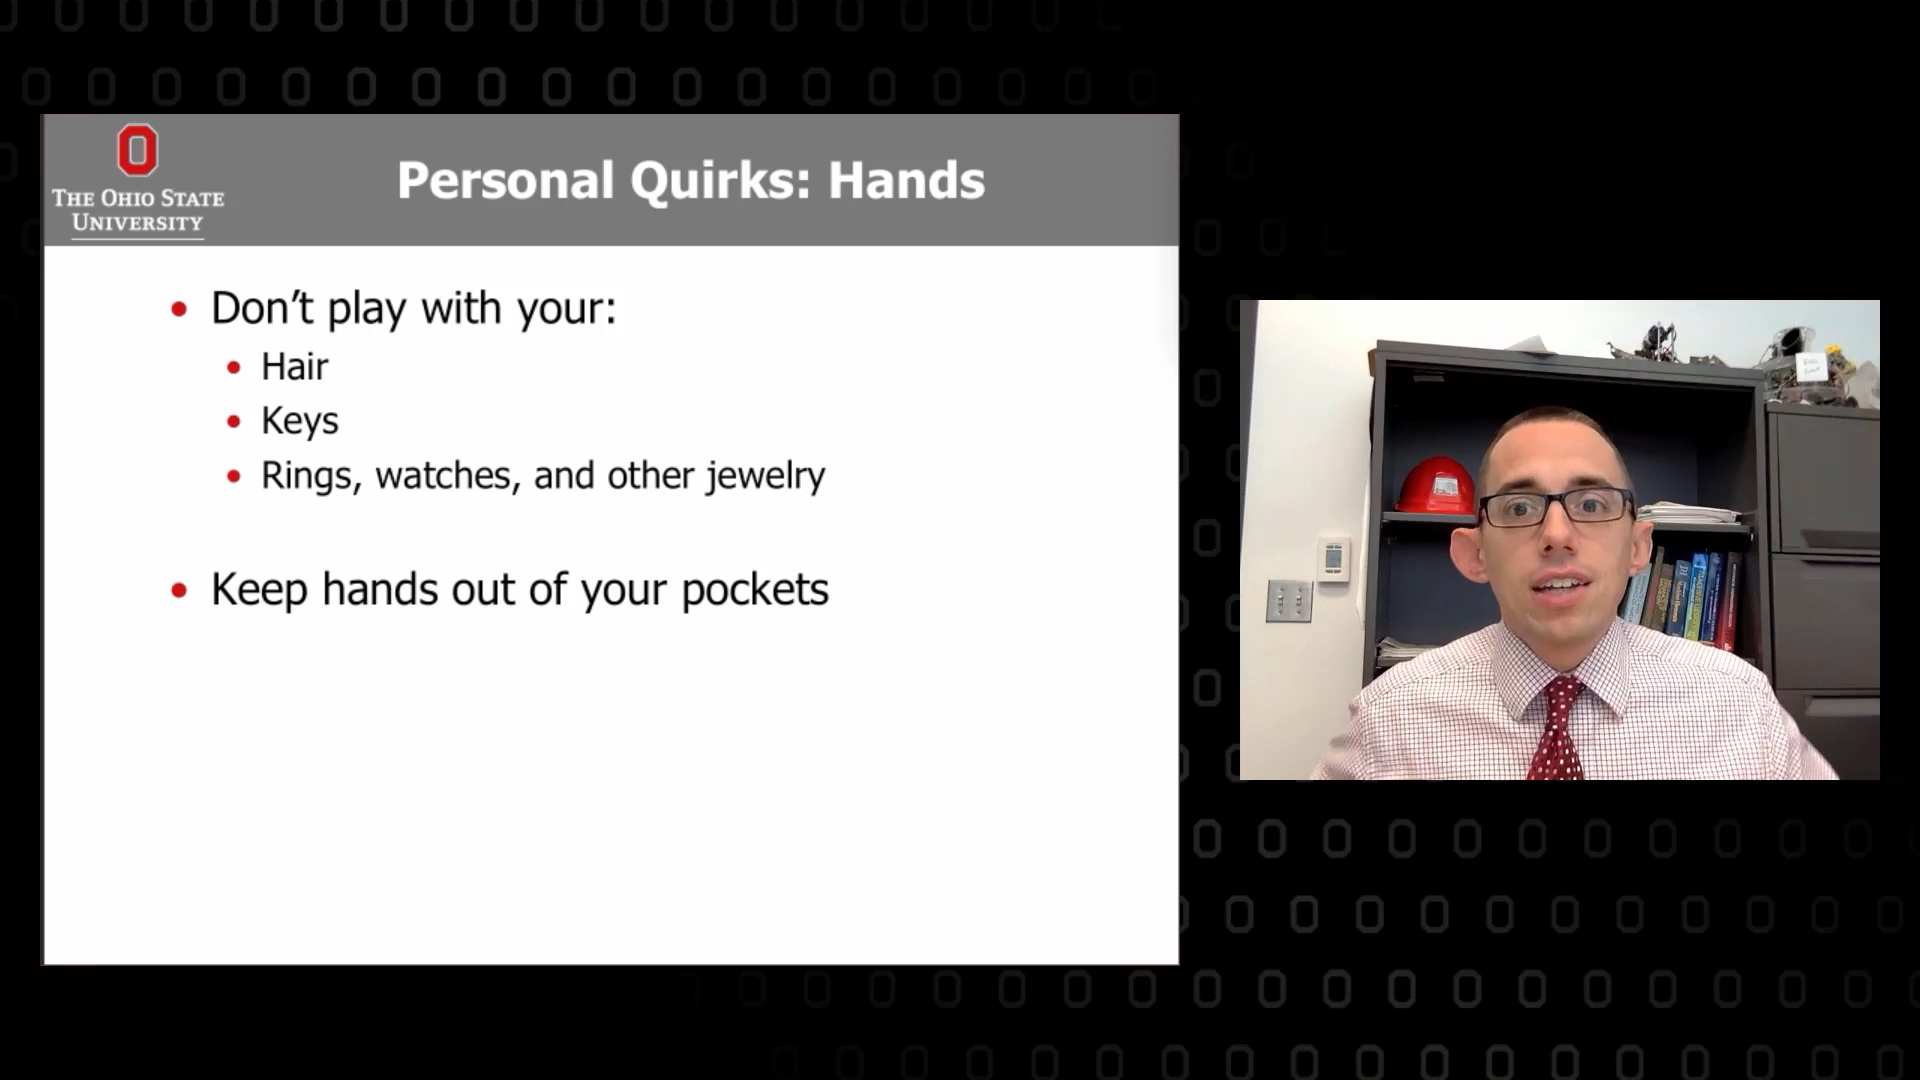 THE OHIO STATE
UNIVERSITY
Personal Quirks: Hands
• Don’t play with your:
• Hair
• Keys
• Rings, watches, and other jewelry
• Keep hands out of your pockets